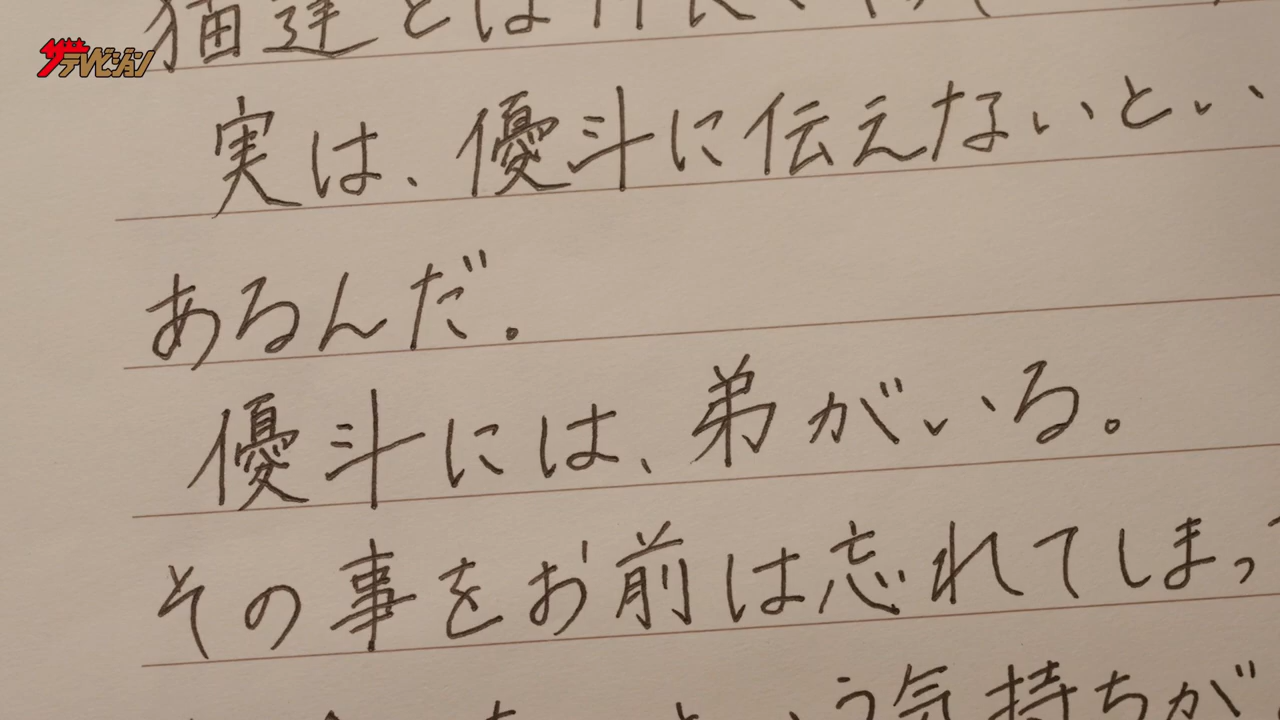 ザテレビジョン
猫達とは
実は、優斗に伝えないとい
あるんだ。
優斗には、弟がいる。
その事をお前は忘れてしまっ
う気持ちが